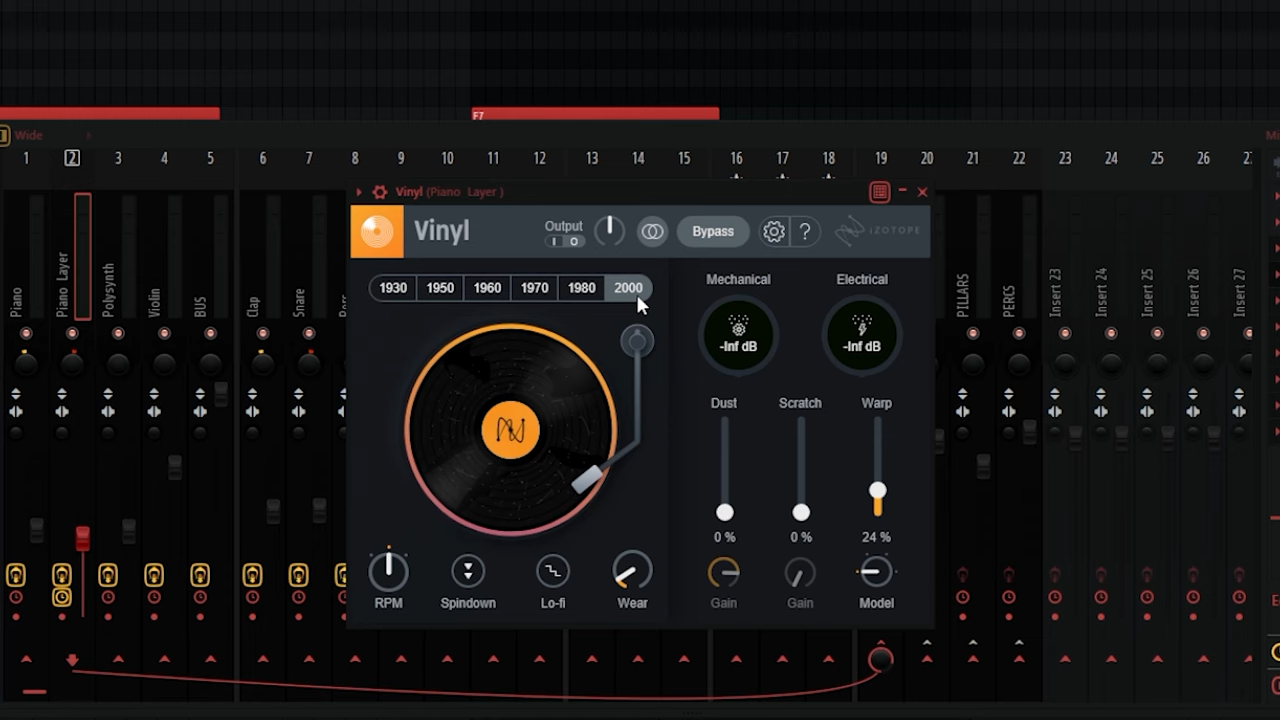 F7
Wide
1 2 3 4 5 6 7 8 9 10 11 12 13 14 15 16 17 18 19 20 21 22 23 24 25 26
Vinyl (Piano Layer)
Vinyl
Output
I O
Bypass
?
iZOTOPE
1930 1950 1960 1970 1980 2000
Mechanical Electrical
-Inf dB -Inf dB
Dust Scratch Warp
0 % 0 % 24 %
RPM Spindown Lo-fi Wear
Gain Gain Model
Piano
Piano Layer
Polysynth
Violin
BUS
Clap
Snare
PILLARS
PERCS
Insert 23
Insert 24
Insert 25
Insert 26
Insert 27